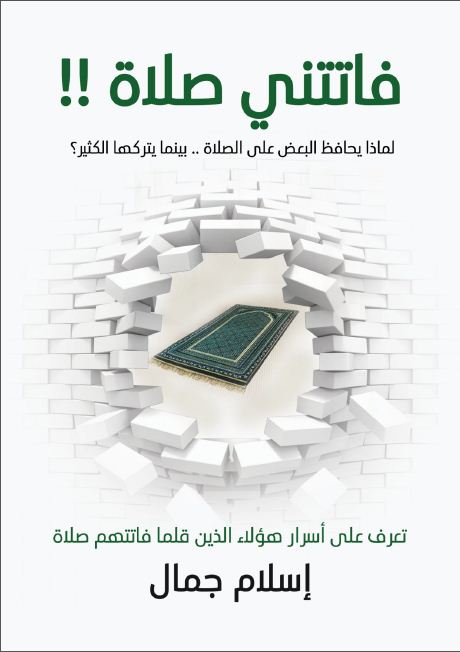 فاتتني صلاة !!
لماذا يحافظ البعض على الصلاة .. بينما يتركها الكثير؟
تعرف على أسرار هؤلاء الذين قلما فاتتهم صلاة
إسلام جمال